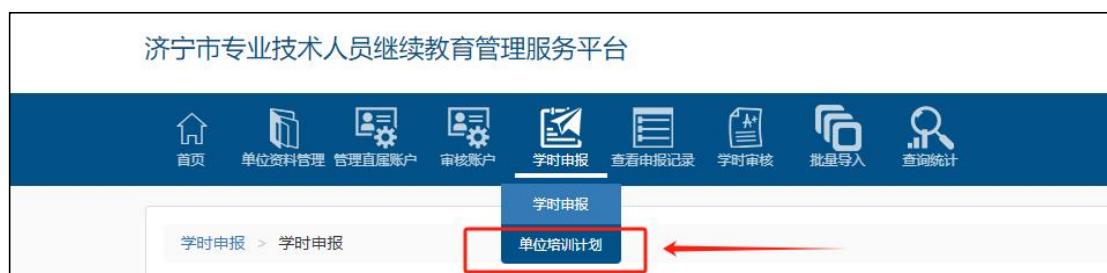 济宁市专业技术人员继续教育管理服务平台
首页 单位资料管理 管理直属账户 审核账户 学时申报 查看申报记录 学时审核 批量导入 查询统计
学时申报
学时申报 > 学时申报 单位培训计划